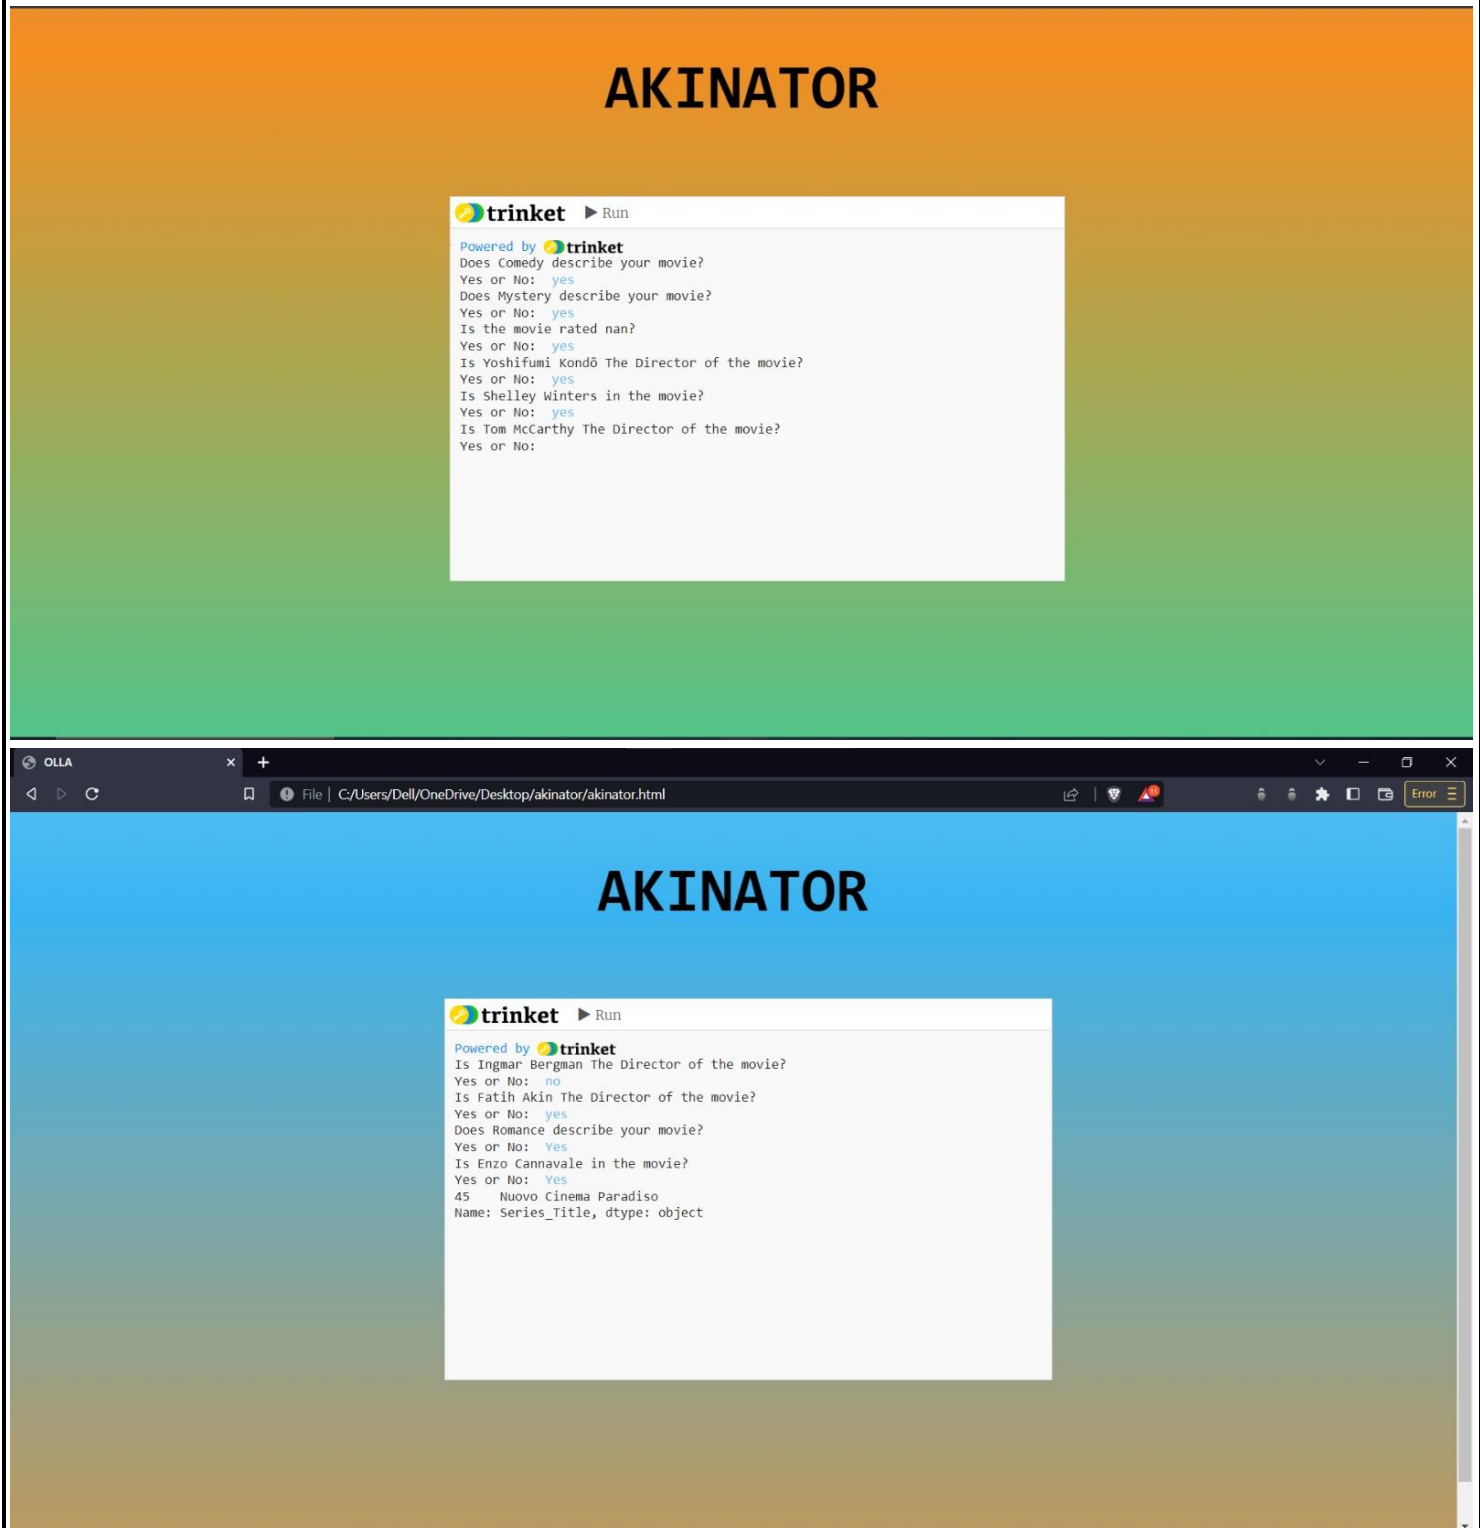 AKINATOR
trinket Run
Powered by trinket
Does Comedy describe your movie?
Yes or No: yes
Does Mystery describe your movie?
Yes or No: yes
Is the movie rated nan?
Yes or No: yes
Is Yoshifumi Kondô The Director of the movie?
Yes or No: yes
Is Shelley Winters in the movie?
Yes or No: yes
Is Tom McCarthy The Director of the movie?
Yes or No:
OLLA
File | C:/Users/Dell/OneDrive/Desktop/akinator/akinator.html 11 Error
AKINATOR
trinket Run
Powered by trinket
Is Ingmar Bergman The Director of the movie?
Yes or No: no
Is Fatih Akin The Director of the movie?
Yes or No: yes
Does Romance describe your movie?
Yes or No: Yes
Is Enzo Cannavale in the movie?
Yes or No: Yes
45 Nuovo Cinema Paradiso
Name: Series_Title, dtype: object